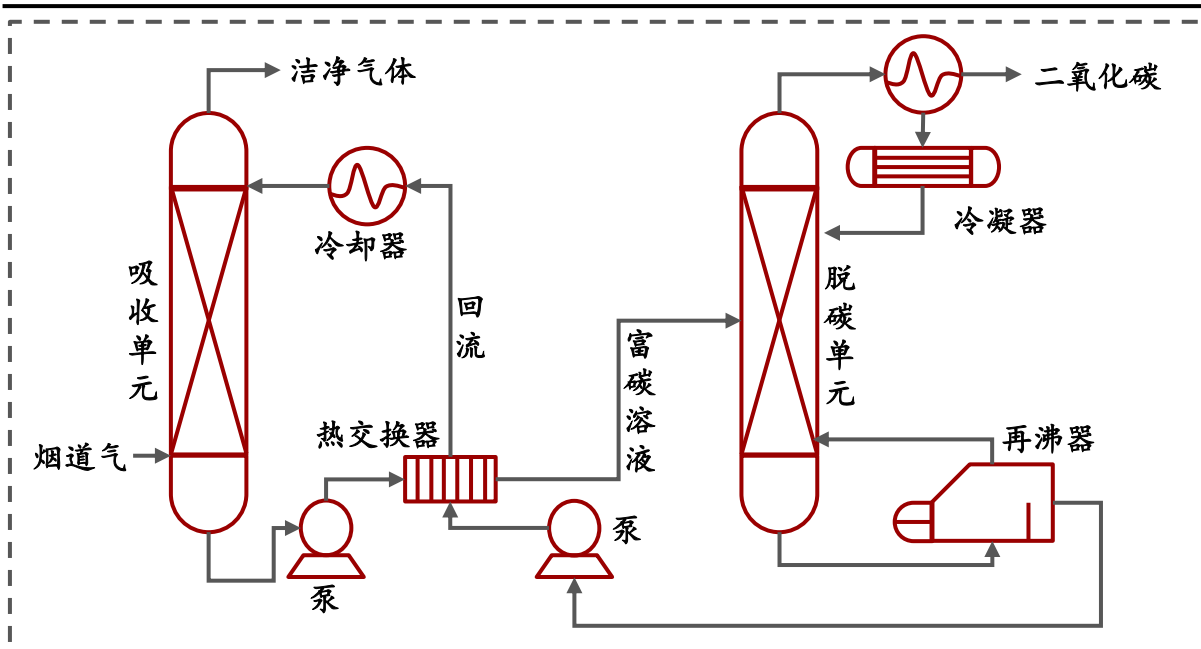 洁净气体
二氧化碳
冷却器
冷凝器
吸收单元
回流
富碳溶液
脱碳单元
烟道气
热交换器
再沸器
泵
泵